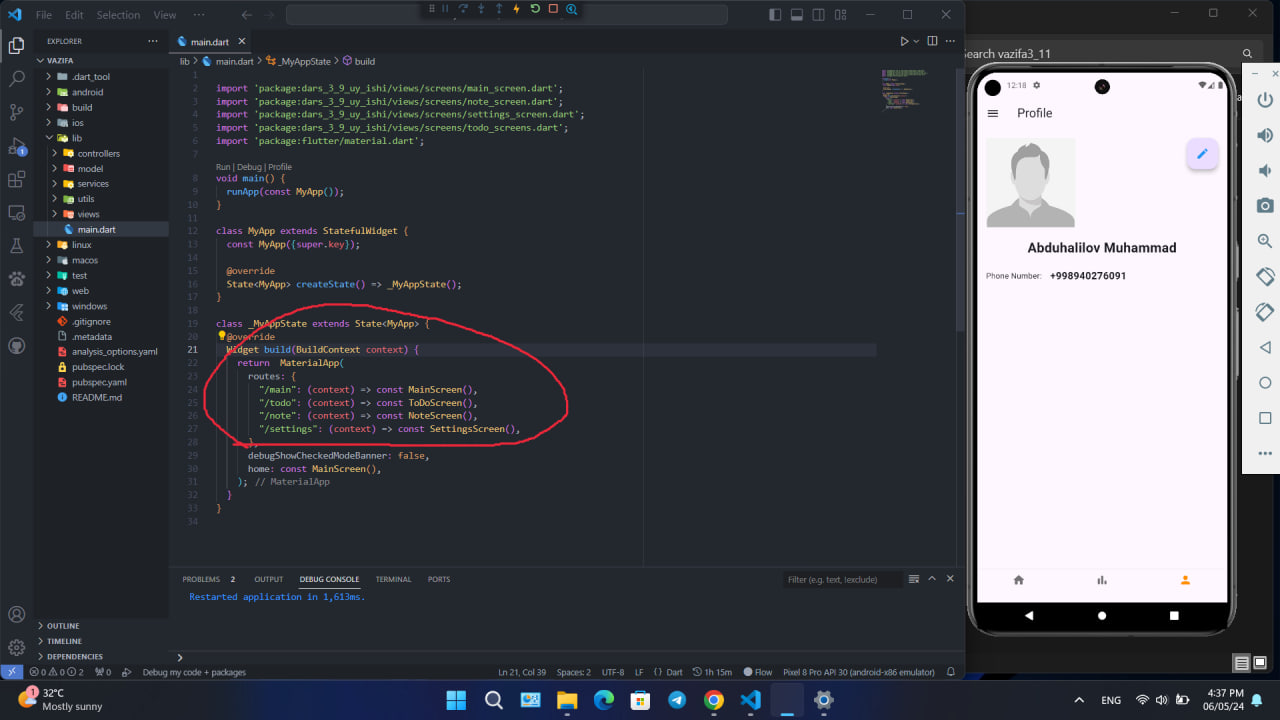 File Edit Selection View ···
EXPLORER ···
VAZIFA
.dart_tool
android
build
ios
lib
controllers
model
services
utils
views
main.dart
linux
macos
test
web
windows
.gitignore
.metadata
analysis_options.yaml
pubspec.lock
pubspec.yaml
README.md
OUTLINE
TIMELINE
DEPENDENCIES
1
main.dart
lib > main.dart > _MyAppState > build
1
2 import 'package:dars_3_9_uy_ishi/views/screens/main_screen.dart';
3 import 'package:dars_3_9_uy_ishi/views/screens/note_screen.dart';
4 import 'package:dars_3_9_uy_ishi/views/screens/settings_screen.dart';
5 import 'package:dars_3_9_uy_ishi/views/screens/todo_screens.dart';
6 import 'package:flutter/material.dart';
7
Run | Debug | Profile
8 void main() {
9 runApp(const MyApp());
10 }
11
12 class MyApp extends StatefulWidget {
13 const MyApp({super.key});
14
15 @override
16 State<MyApp> createState() => _MyAppState();
17 }
18
19 class _MyAppState extends State<MyApp> {
20 @override
21 Widget build(BuildContext context) {
22 return MaterialApp(
23 routes: {
24 "/main": (context) => const MainScreen(),
25 "/todo": (context) => const ToDoScreen(),
26 "/note": (context) => const NoteScreen(),
27 "/settings": (context) => const SettingsScreen(),
28 },
29 debugShowCheckedModeBanner: false,
30 home: const MainScreen(),
31 ); // MaterialApp
32 }
33 }
34
PROBLEMS 2 OUTPUT DEBUG CONSOLE TERMINAL PORTS
Filter (e.g. text, !exclude)
Restarted application in 1,613ms.
0 0 2 0 Debug my code + packages
Ln 21, Col 39 Spaces: 2 UTF-8 LF { } Dart 1h 15m Flow Pixel 8 Pro API 30 (android-x86 emulator)
Search vazifa3_11
12:18
Profile
Abduhalilov Muhammad
Phone Number: +998940276091
1
32°C
Mostly sunny
ENG
4:37 PM
06/05/24